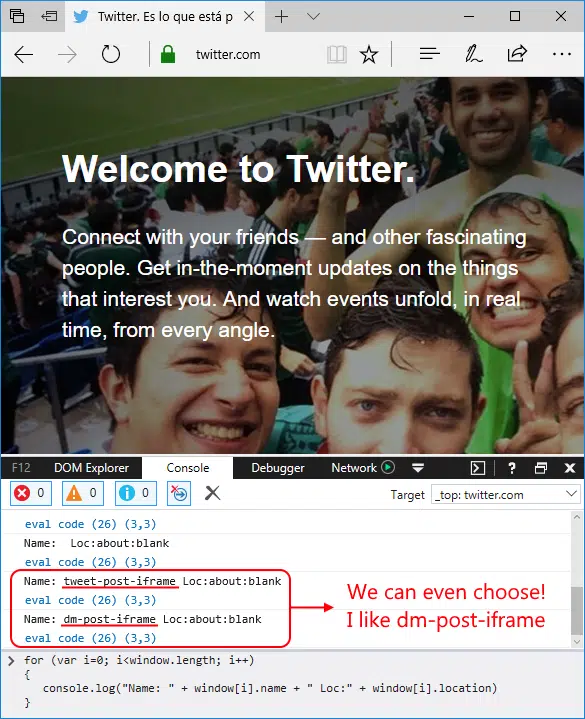 Twitter. Es lo que está p
twitter.com
Welcome to Twitter.
Connect with your friends — and other fascinating
people. Get in-the-moment updates on the things
that interest you. And watch events unfold, in real
time, from every angle.
F12 DOM Explorer Console Debugger Network ?
0 0 0 Target _top: twitter.com
eval code (26) (3,3)
Name:  Loc:about:blank
eval code (26) (3,3)
Name: tweet-post-iframe Loc:about:blank
eval code (26) (3,3)
Name: dm-post-iframe Loc:about:blank
eval code (26) (3,3)
We can even choose!
I like dm-post-iframe
for (var i=0; i<window.length; i++)
{
console.log("Name: " + window[i].name + " Loc:" + window[i].location)
}